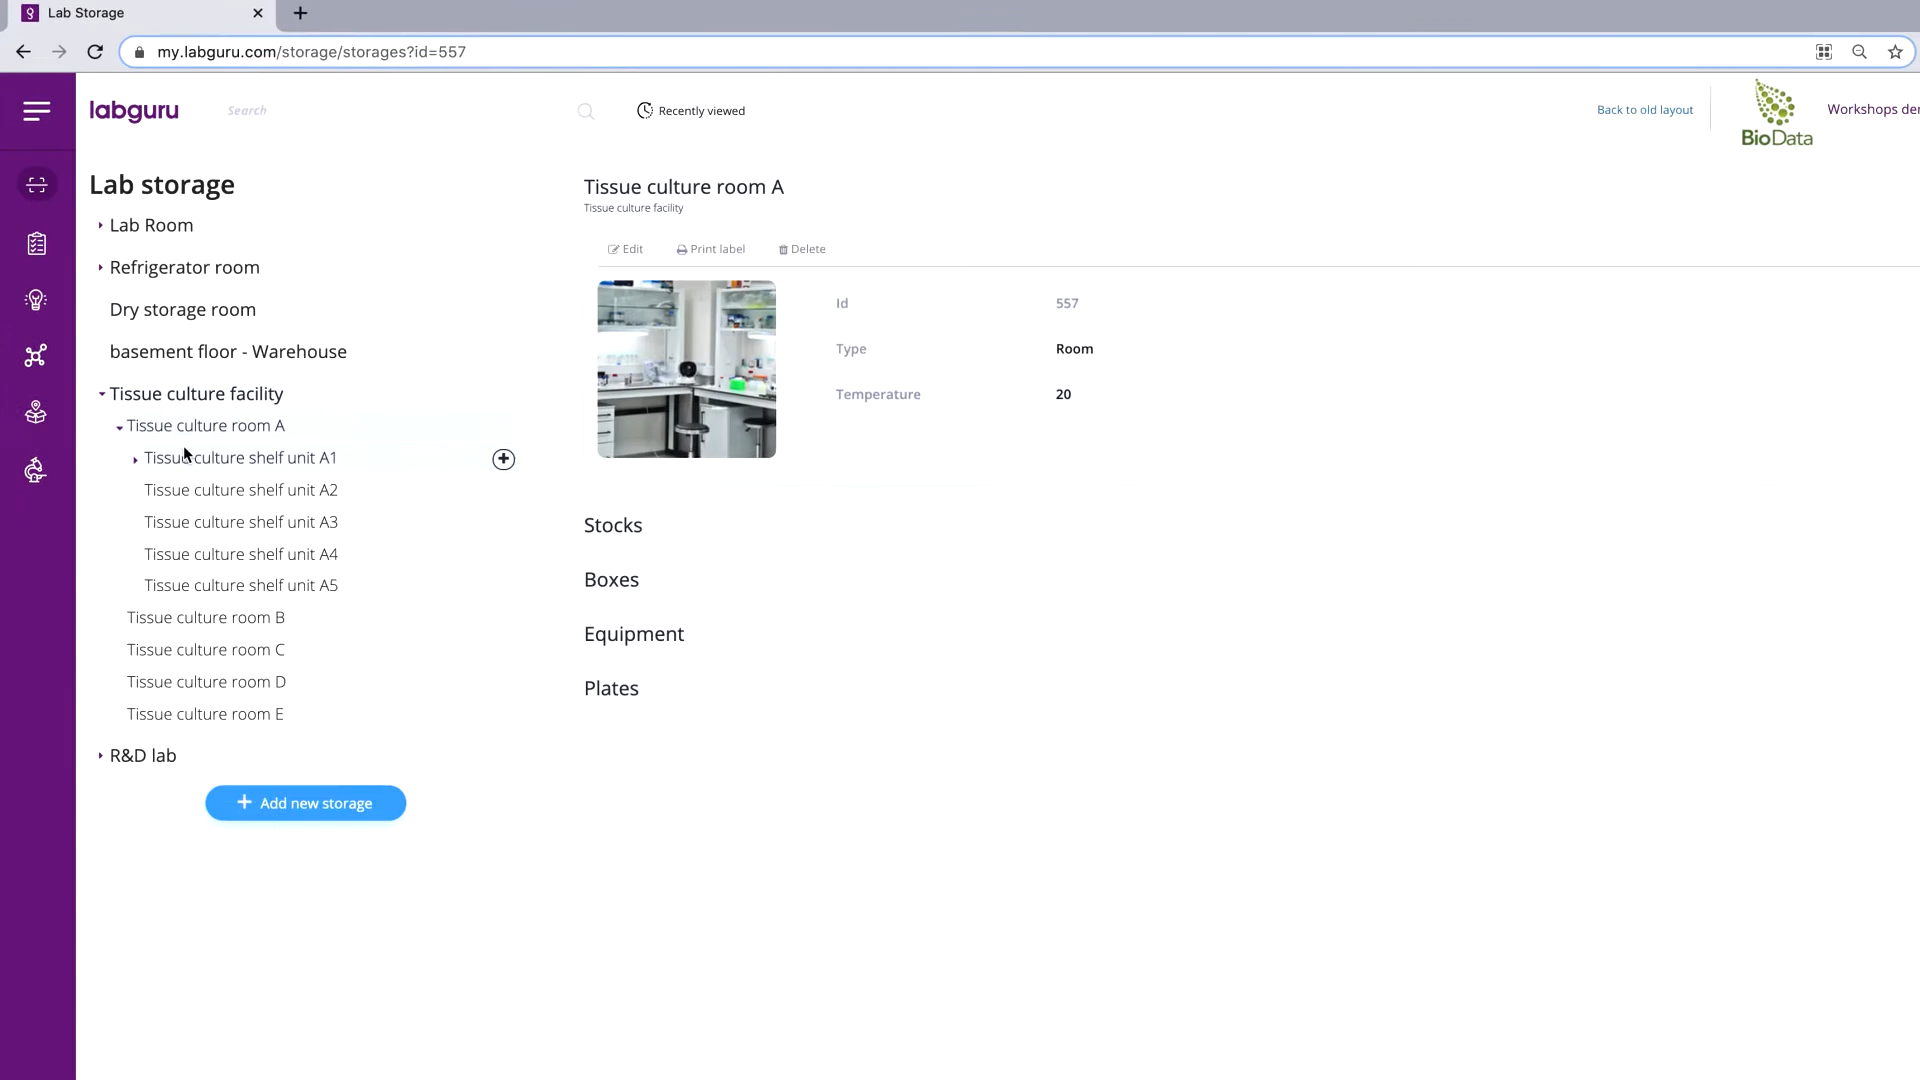 Lab Storage
my.labguru.com/storage/storages?id=557
labguru
Search
Recently viewed
Back to old layout
BioData
Workshops der
Lab storage
Lab Room
Refrigerator room
Dry storage room
basement floor - Warehouse
Tissue culture facility
Tissue culture room A
Tissue culture shelf unit A1
Tissue culture shelf unit A2
Tissue culture shelf unit A3
Tissue culture shelf unit A4
Tissue culture shelf unit A5
Tissue culture room B
Tissue culture room C
Tissue culture room D
Tissue culture room E
R&D lab
Add new storage
Tissue culture room A
Tissue culture facility
Edit Print label Delete
Id 557
Type Room
Temperature 20
Stocks
Boxes
Equipment
Plates